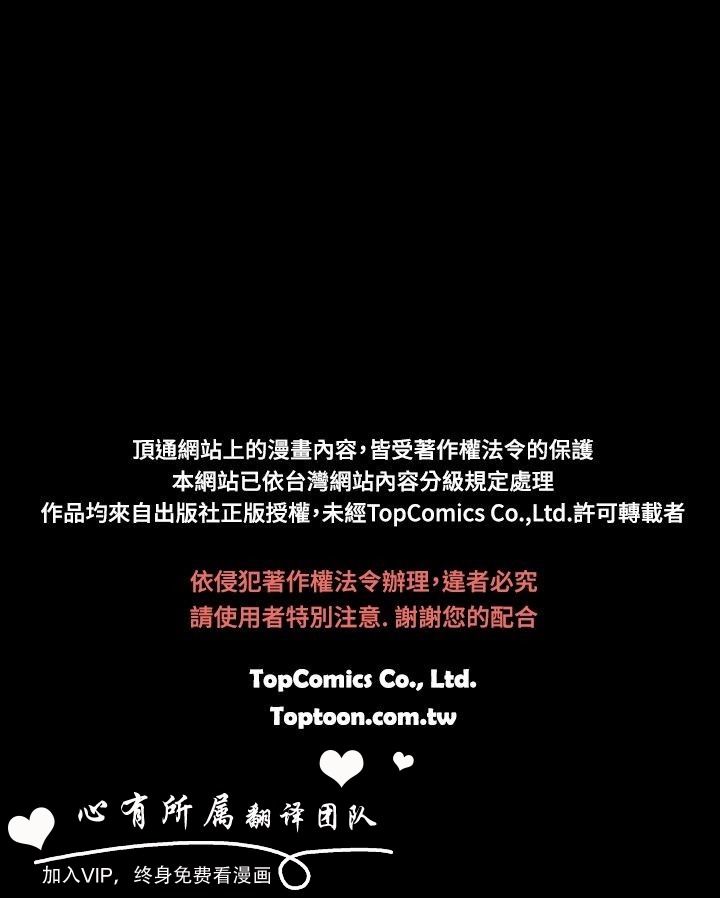 頂通網站上的漫畫內容,皆受著作權法令的保護
本網站已依台灣網站內容分級規定處理
作品均來自出版社正版授權,未經TopComics Co.,Ltd.許可轉載者
依侵犯著作權法令辦理,違者必究
請使用者特別注意. 謝謝您的配合
TopComics Co., Ltd.
Toptoon.com.tw
心有所属翻译团队
加入VIP，终身免费看漫画